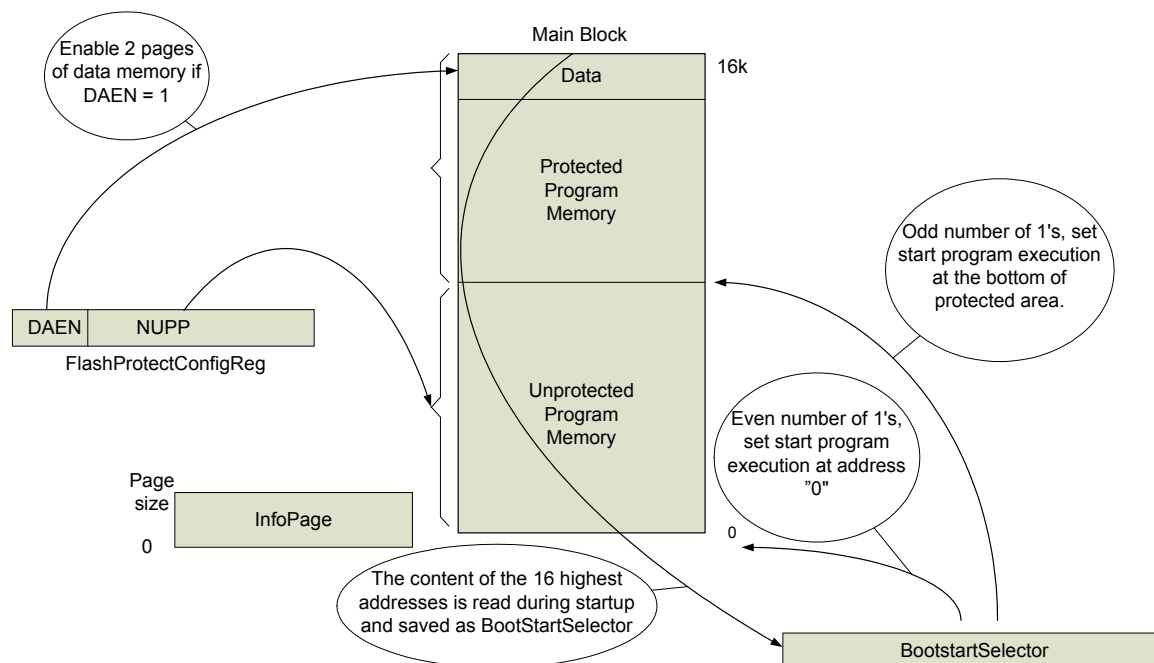 Main Block
Enable 2 pages
of data memory if
DAEN = 1
Data
16k
Protected
Program
Memory
Odd number of 1's, set
start program execution
at the bottom of
protected area.
DAEN
NUPP
FlashProtectConfigReg
Unprotected
Program
Memory
Even number of 1's,
set start program
execution at address
"0"
Page
size
0
InfoPage
0
The content of the 16 highest
addresses is read during startup
and saved as BootStartSelector
BootstartSelector